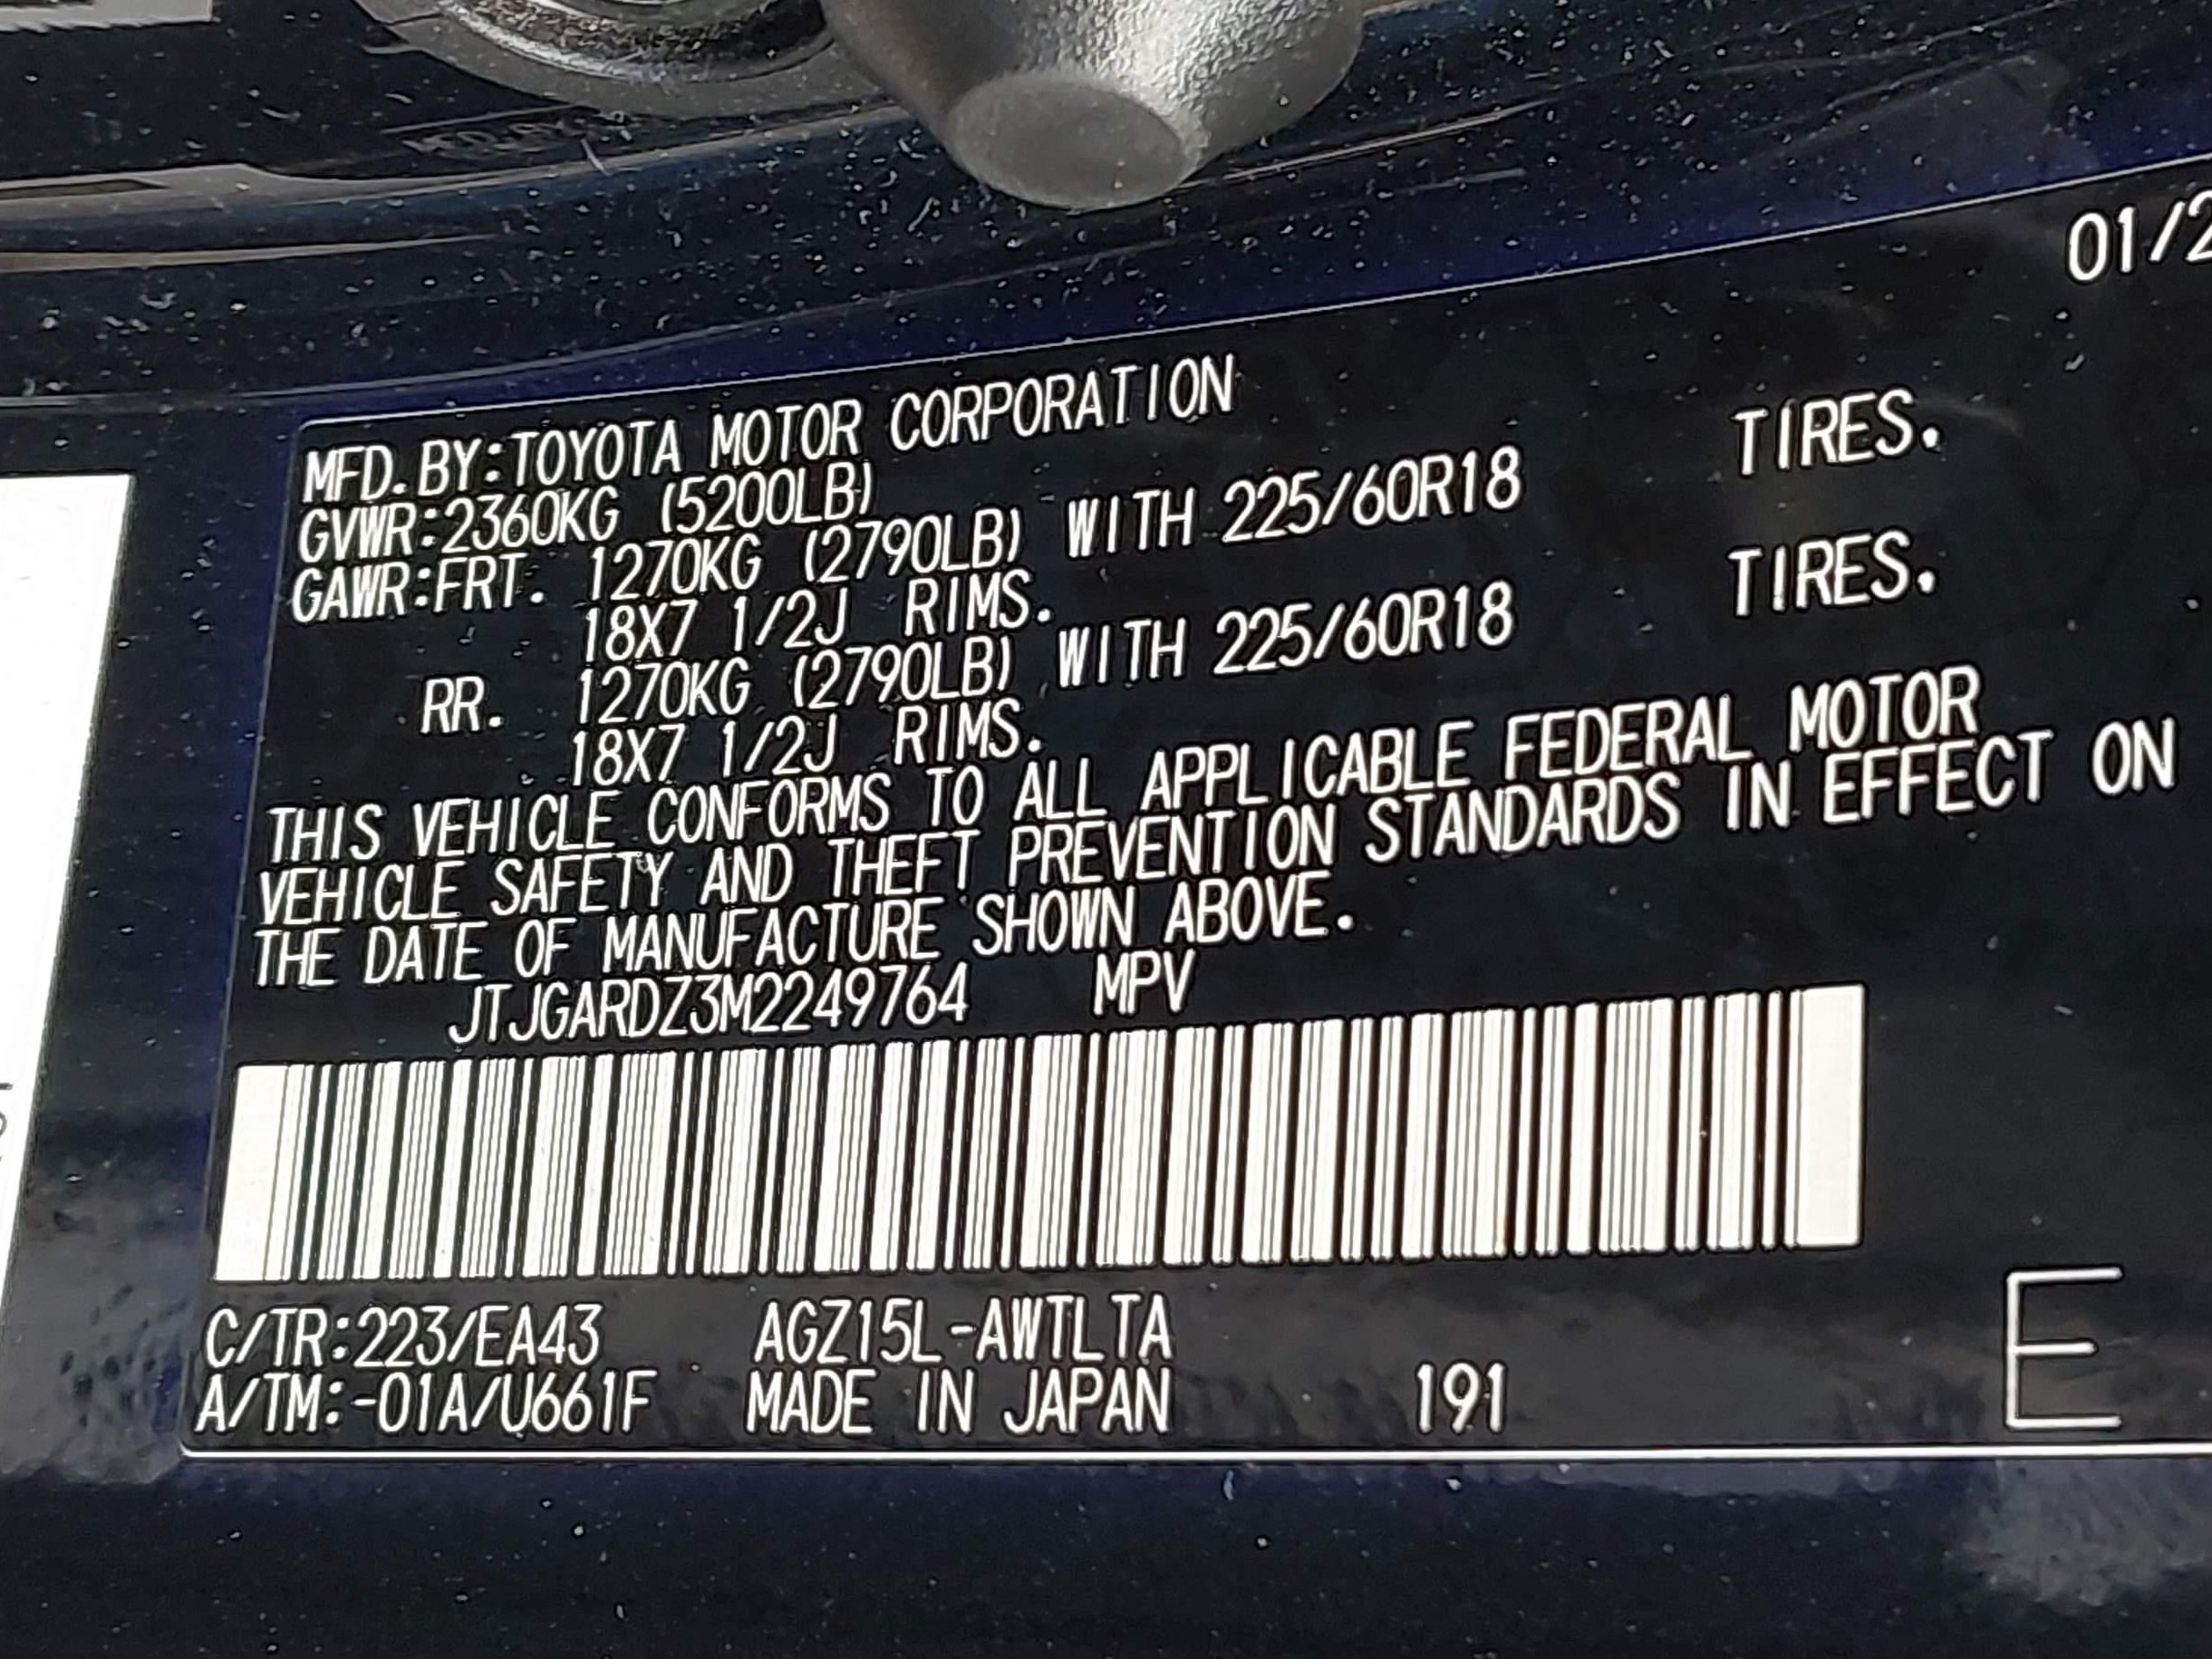 01/2
MFD.BY:TOYOTA MOTOR CORPORATION
GVWR:2360KG (5200LB)
GAWR:FRT. 1270KG (2790LB) WITH 225/60R18 TIRES.
18X7 1/2J RIMS.
RR. 1270KG (2790LB) WITH 225/60R18 TIRES.
18X7 1/2J RIMS.
THIS VEHICLE CONFORMS TO ALL APPLICABLE FEDERAL MOTOR
VEHICLE SAFETY AND THEFT PREVENTION STANDARDS IN EFFECT ON
THE DATE OF MANUFACTURE SHOWN ABOVE.
JTJGARDZ3M2249764 MPV
C/TR:223/EA43 AGZ15L-AWTLTA
A/TM:-01A/U661F MADE IN JAPAN 191
E